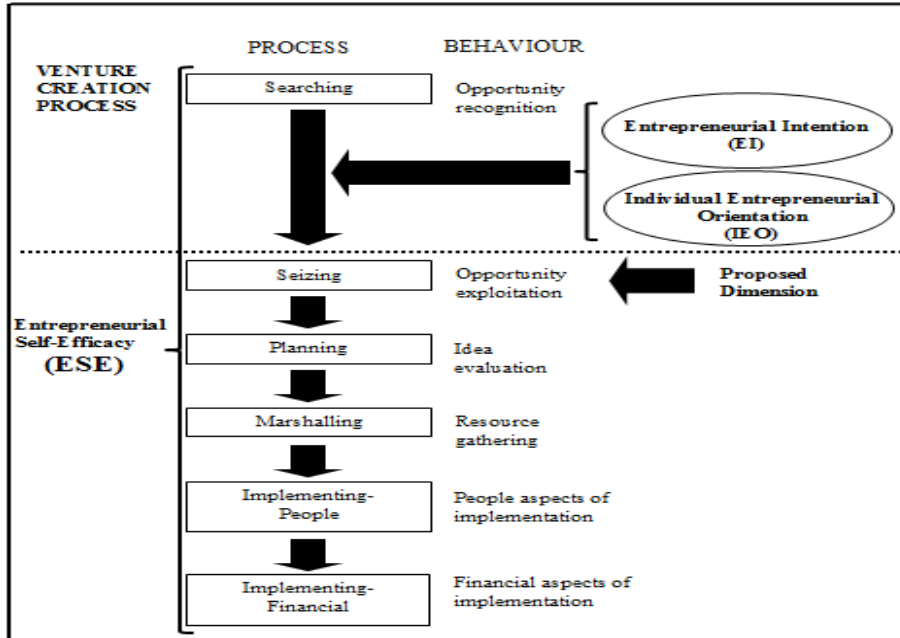 PROCESS
BEHAVIOUR
VENTURE
CREATION
PROCESS
Searching
Opportunity
recognition
Entrepreneurial Intention
(EI)
Individual Entrepreneurial
Orientation
(IEO)
Seizing
Opportunity
exploitation
Proposed
Dimension
Entrepreneurial
Self-Efficacy
(ESE)
Planning
Idea
evaluation
Marshalling
Resource
gathering
Implementing-
People
People aspects of
implementation
Implementing-
Financial
Financial aspects of
implementation